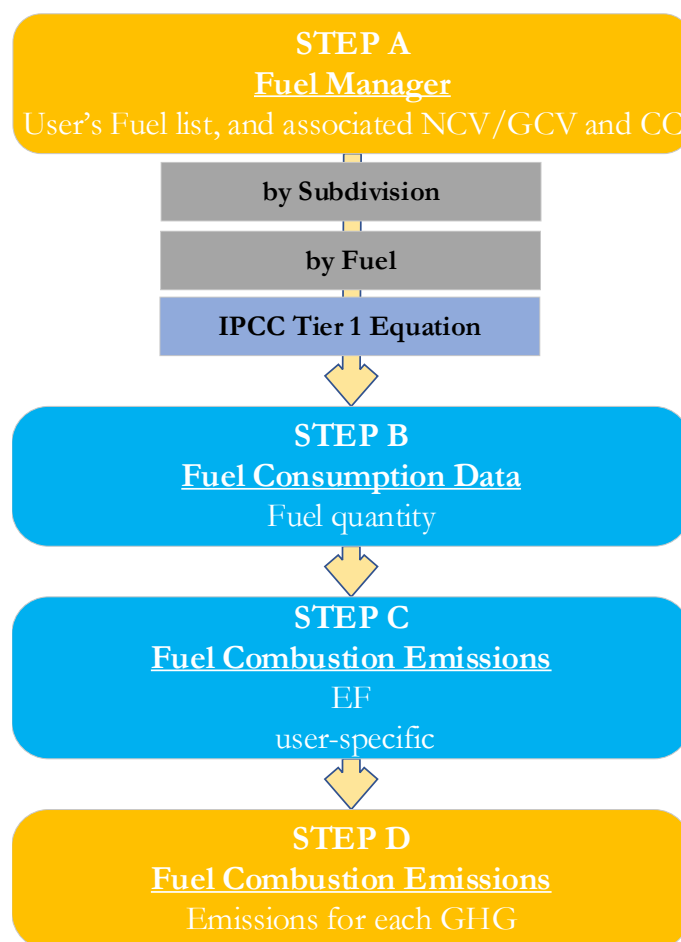 STEP A
Fuel Manager
User's Fuel list, and associated NCV/GCV and CC
by Subdivision
by Fuel
IPCC Tier 1 Equation
STEP B
Fuel Consumption Data
Fuel quantity
STEP C
Fuel Combustion Emissions
EF
user-specific
STEP D
Fuel Combustion Emissions
Emissions for each GHG